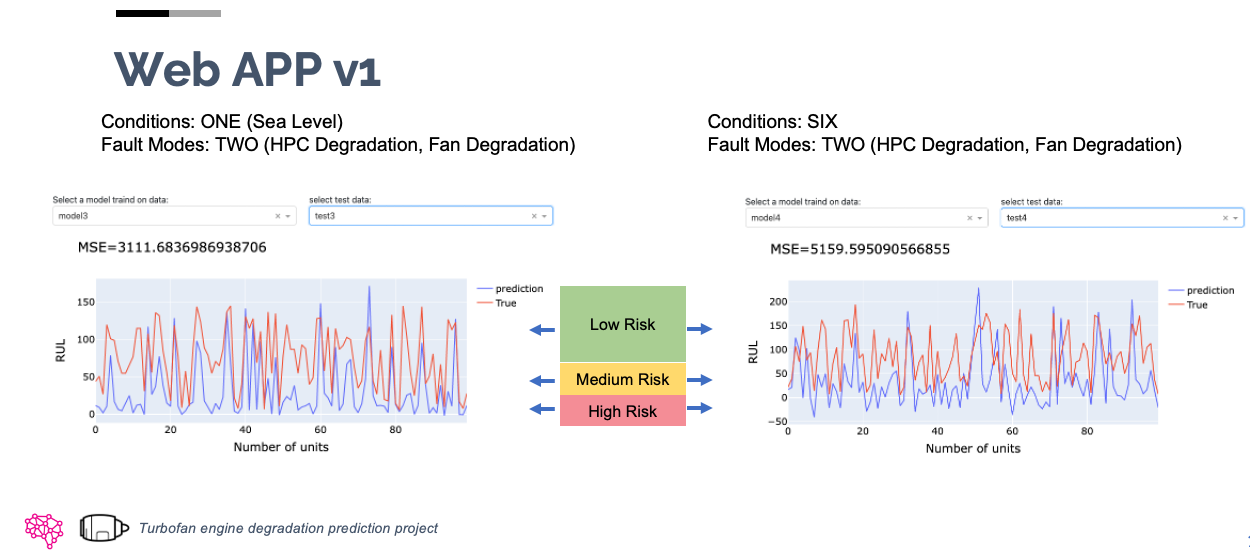 Web APP v1
Conditions: ONE (Sea Level)
Fault Modes: TWO (HPC Degradation, Fan Degradation)
Select a model traind on data:
model3
select test data:
test3
MSE=3111.6836986938706
prediction
True
150
100
50
0
RUL
0
20
40
60
80
Number of units
Low Risk
Medium Risk
High Risk
Conditions: SIX
Fault Modes: TWO (HPC Degradation, Fan Degradation)
Select a model traind on data:
model4
select test data:
test4
MSE=5159.595090566855
prediction
True
200
150
100
50
0
−50
RUL
0
20
40
60
80
Number of units
Turbofan engine degradation prediction project